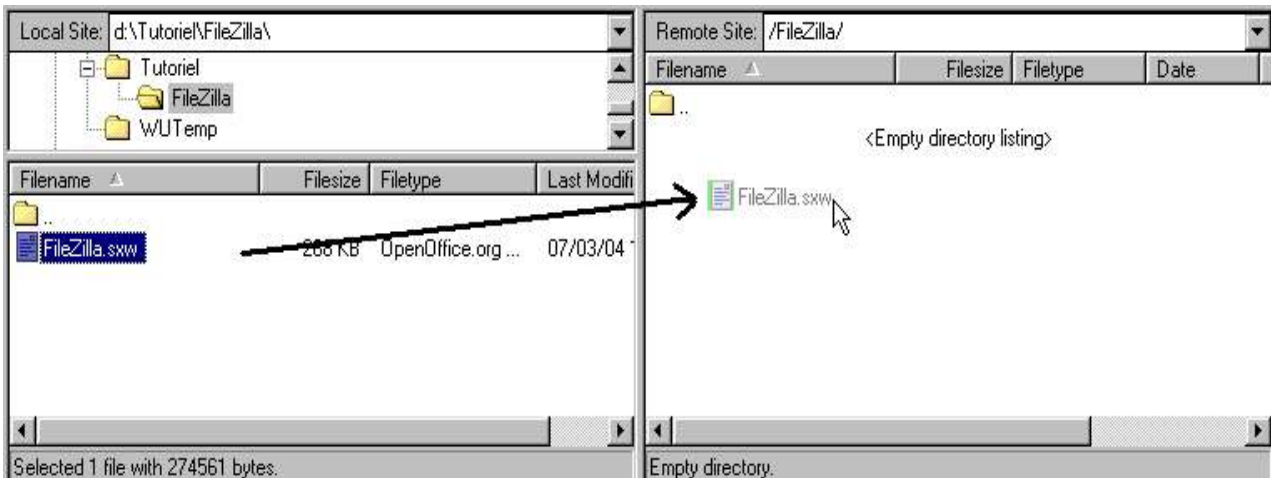 Local Site: d:\Tutoriel\FileZilla\
Tutoriel
FileZilla
WUTemp
Filename Filesize Filetype Last Modifi
..
FileZilla.sxw 268 KB OpenOffice.org ... 07/03/04
Selected 1 file with 274561 bytes.
Remote Site: /FileZilla/
Filename Filesize Filetype Date
..
<Empty directory listing>
FileZilla.sxw
Empty directory.